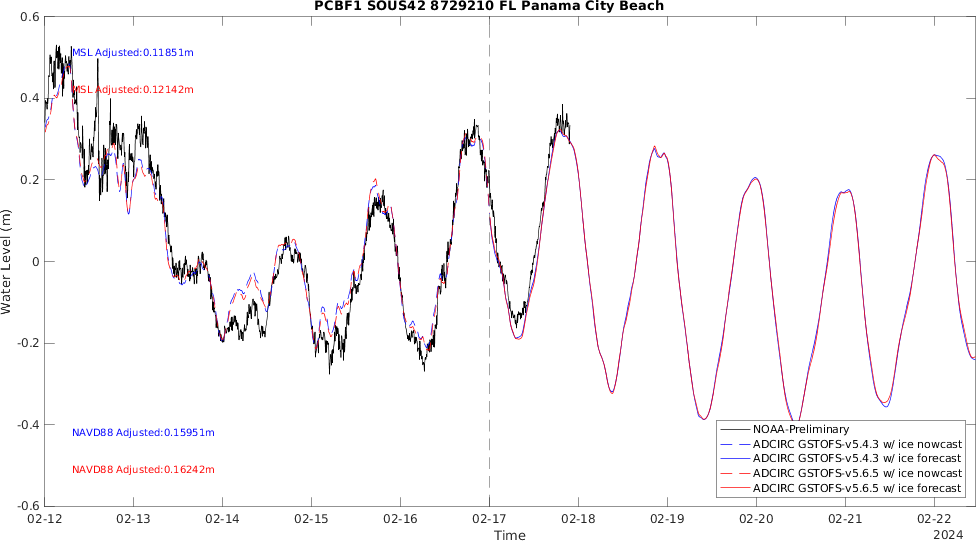 PCBF1 SOUS42 8729210 FL Panama City Beach
0.6
0.4
0.2
0
-0.2
-0.4
-0.6
Water Level (m)
MSL Adjusted:0.11851m
MSL Adjusted:0.12142m
NAVD88 Adjusted:0.15951m
NAVD88 Adjusted:0.16242m
NOAA-Preliminary
ADCIRC GSTOFS-v5.4.3 w/ ice nowcast
ADCIRC GSTOFS-v5.4.3 w/ ice forecast
ADCIRC GSTOFS-v5.6.5 w/ ice nowcast
ADCIRC GSTOFS-v5.6.5 w/ ice forecast
02-12 02-13 02-14 02-15 02-16 02-17 02-18 02-19 02-20 02-21 02-22
Time
2024